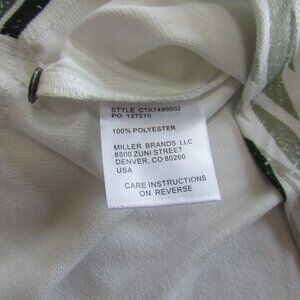 STYLE CTK7499002
PO 127270
100% POLYESTER
MILLER BRANDS LLC
8500 ZUNI STREET
DENVER, CO 80260
USA
CARE INSTRUCTIONS
ON REVERSE